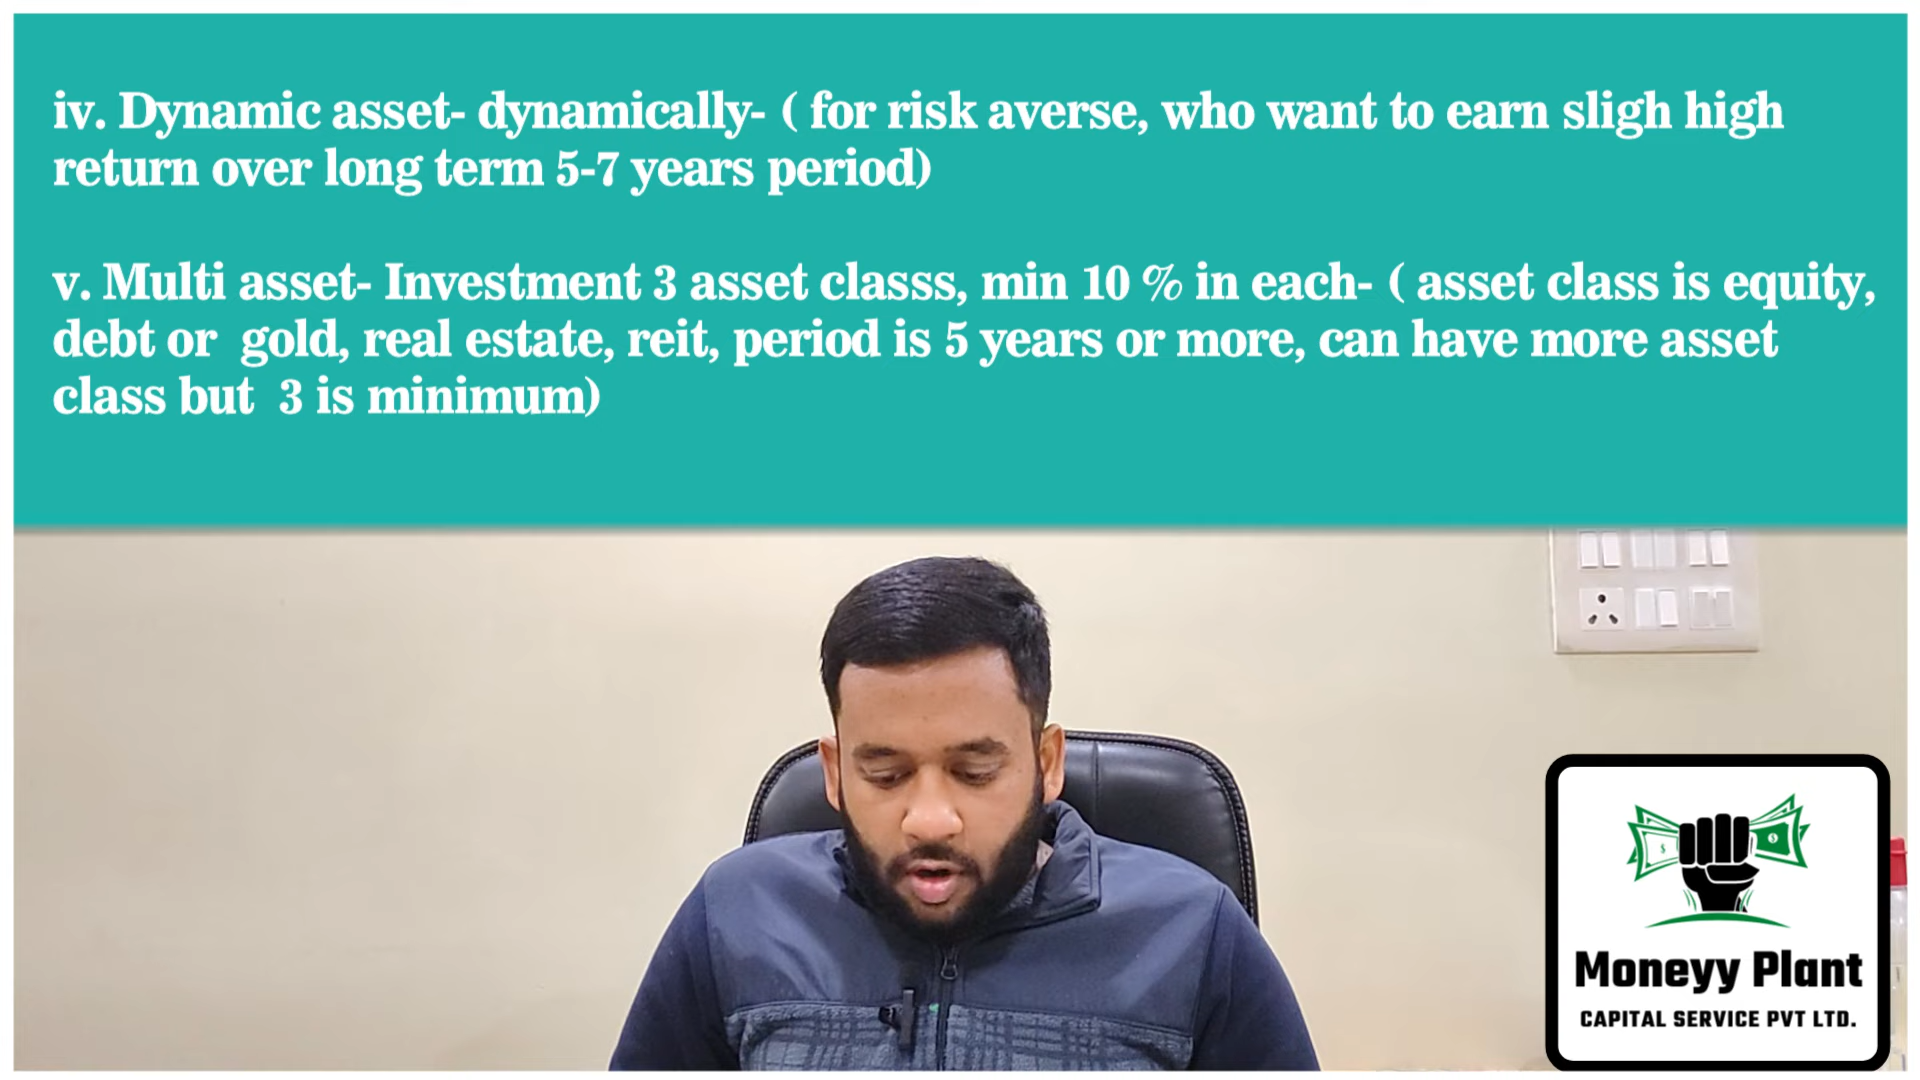 iv. Dynamic asset- dynamically- ( for risk averse, who want to earn sligh high
return over long term 5-7 years period)
v. Multi asset- Investment 3 asset classs, min 10 % in each- ( asset class is equity,
debt or  gold, real estate, reit, period is 5 years or more, can have more asset
class but  3 is minimum)
Moneyy Plant
CAPITAL SERVICE PVT LTD.